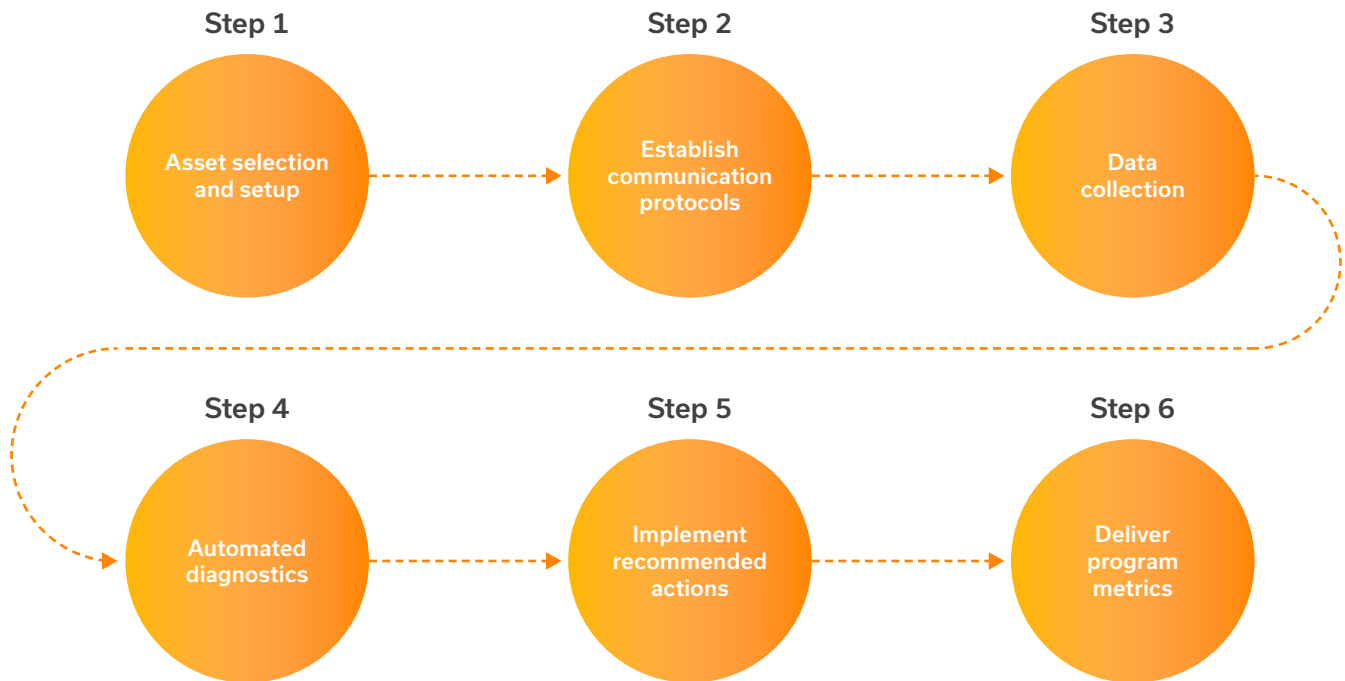 Step 1
Asset selection
and setup
Step 2
Establish
communication
protocols
Step 3
Data
collection
Step 4
Automated
diagnostics
Step 5
Implement
recommended
actions
Step 6
Deliver
program
metrics